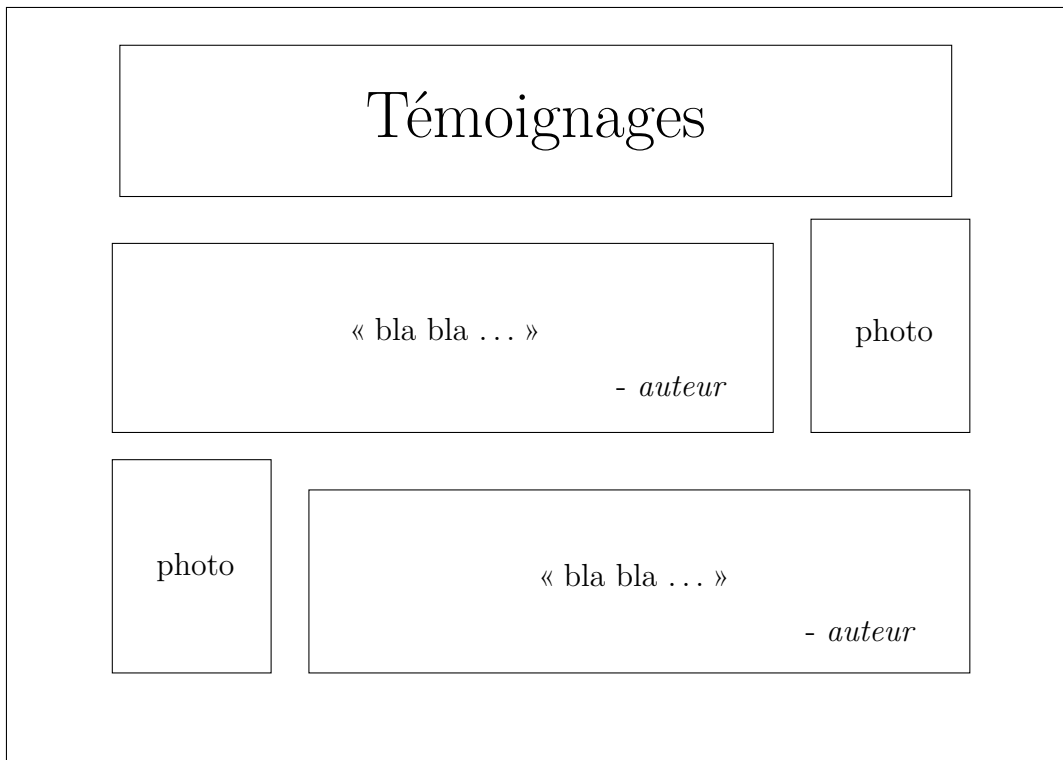 Témoignages
« bla bla . . . »
- auteur
photo
photo
« bla bla . . . »
- auteur